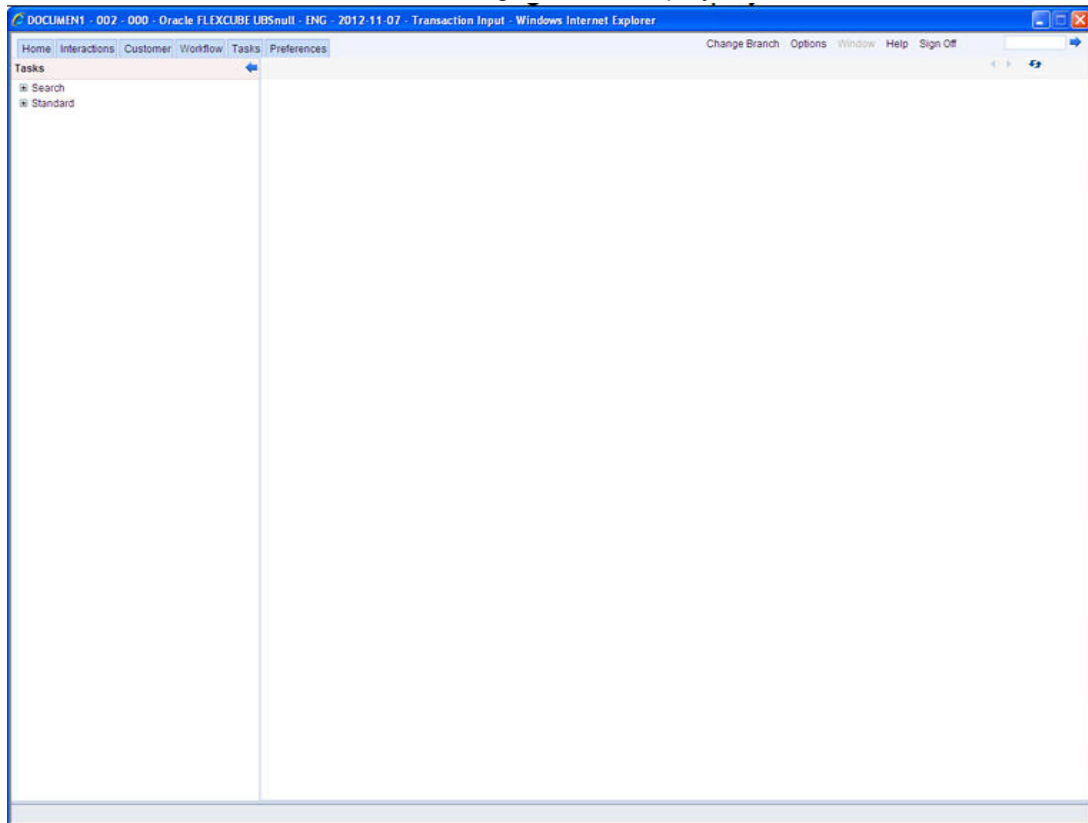 DOCUMENT1 - 002 - 000 - Oracle FLEXCUBE UBSnull - ENG - 2012-11-07 - Transaction Input - Windows Internet Explorer
Home Interactions Customer Workflow Tasks Preferences Change Branch Options Window Help Sign Off
Tasks
Search
Standard